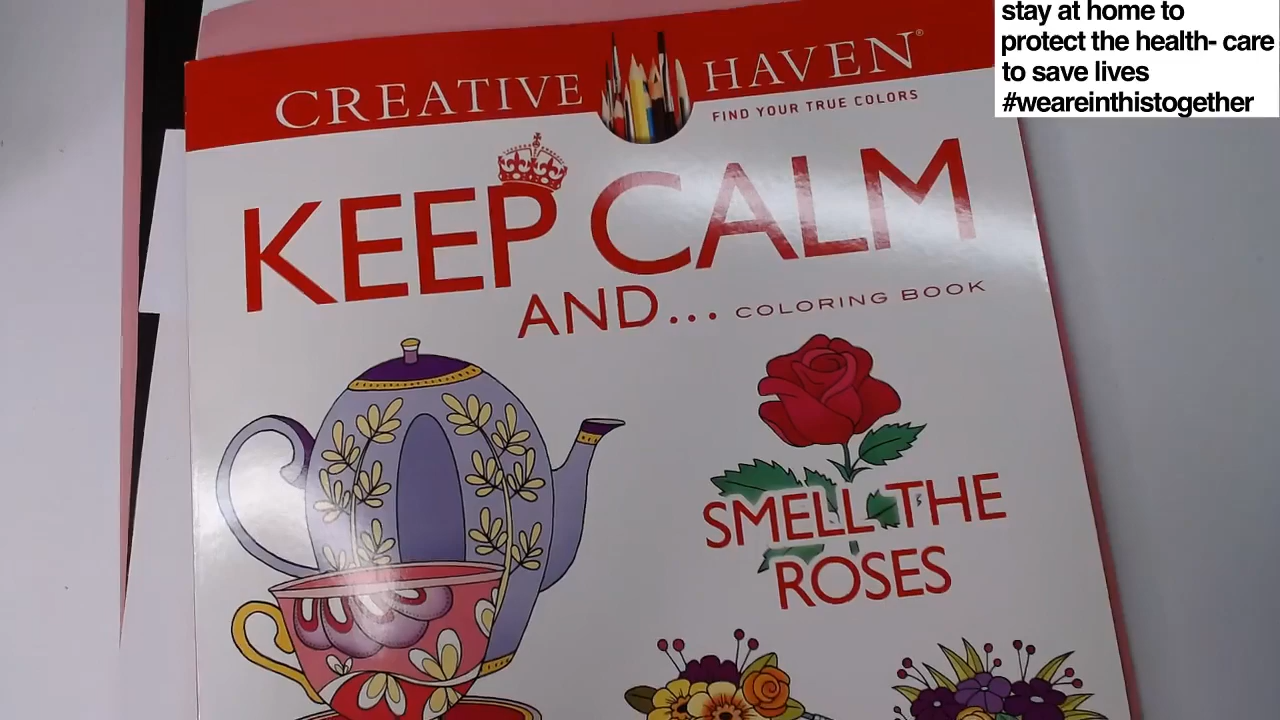 stay at home to
protect the health- care
to save lives
#weareinthistogether
CREATIVE HAVEN®
FIND YOUR TRUE COLORS
KEEP CALM
AND... COLORING BOOK
SMELL THE
ROSES